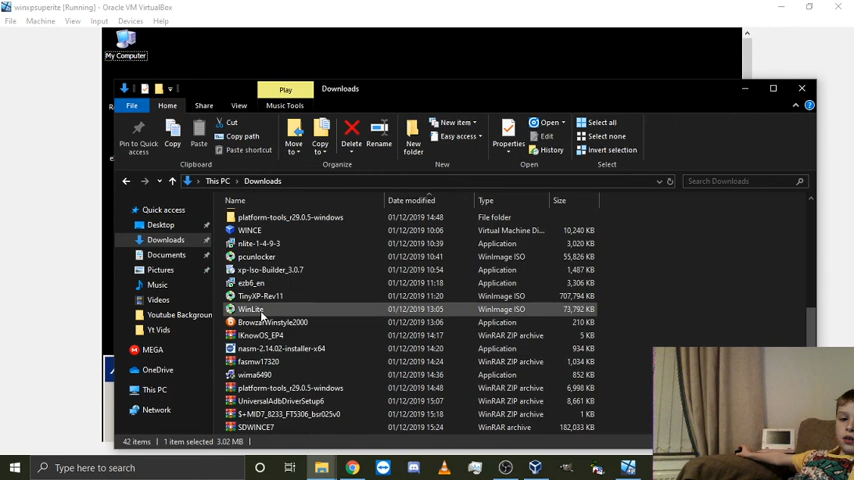 winxpsuperite [Running] - Oracle VM VirtualBox
File Machine View Input Devices Help
My Computer
Play Downloads
File Home Share View Music Tools
Pin to Quick access
Copy
Paste
Cut
Copy path
Paste shortcut
Clipboard
Move to
Copy to
Delete
Rename
Organize
New folder
New item
Easy access
New
Properties
Open
Edit
History
Open
Select all
Select none
Invert selection
Select
This PC > Downloads
Search Downloads
Name Date modified Type Size
Quick access
Desktop
Downloads
Documents
Pictures
Music
Videos
Youtube Backgroun
Yt Vids
MEGA
OneDrive
This PC
Network
platform-tools_r29.0.5-windows 01/12/2019 14:48 File folder
WINCE 01/12/2019 10:06 Virtual Machine Di... 10,240 KB
nlite-1-4-9-3 01/12/2019 10:39 Application 3,020 KB
pcunlocker 01/12/2019 10:41 WinImage ISO 55,826 KB
xp-Iso-Builder_3.0.7 01/12/2019 10:54 Application 1,487 KB
ezb6_en 01/12/2019 11:18 Application 3,306 KB
TinyXP-Rev11 01/12/2019 11:20 WinImage ISO 707,794 KB
WinLite 01/12/2019 13:05 WinImage ISO 73,792 KB
BrowzarWinstyle2000 01/12/2019 13:06 Application 210 KB
IKnowOS_EP4 01/12/2019 14:17 WinRAR ZIP archive 5 KB
nasm-2.14.02-installer-x64 01/12/2019 14:20 Application 934 KB
fasmw17320 01/12/2019 14:24 WinRAR ZIP archive 1,034 KB
wima6490 01/12/2019 14:36 Application 852 KB
platform-tools_r29.0.5-windows 01/12/2019 14:48 WinRAR ZIP archive 6,998 KB
UniversalAdbDriverSetup6 01/12/2019 15:07 WinRAR ZIP archive 8,661 KB
S+MID7_8233_FT5306_bsr025v0 01/12/2019 15:18 WinRAR ZIP archive 1 KB
SDWINCE7 01/12/2019 15:24 WinRAR archive 182,033 KB
42 items 1 item selected 3.02 MB
Type here to search